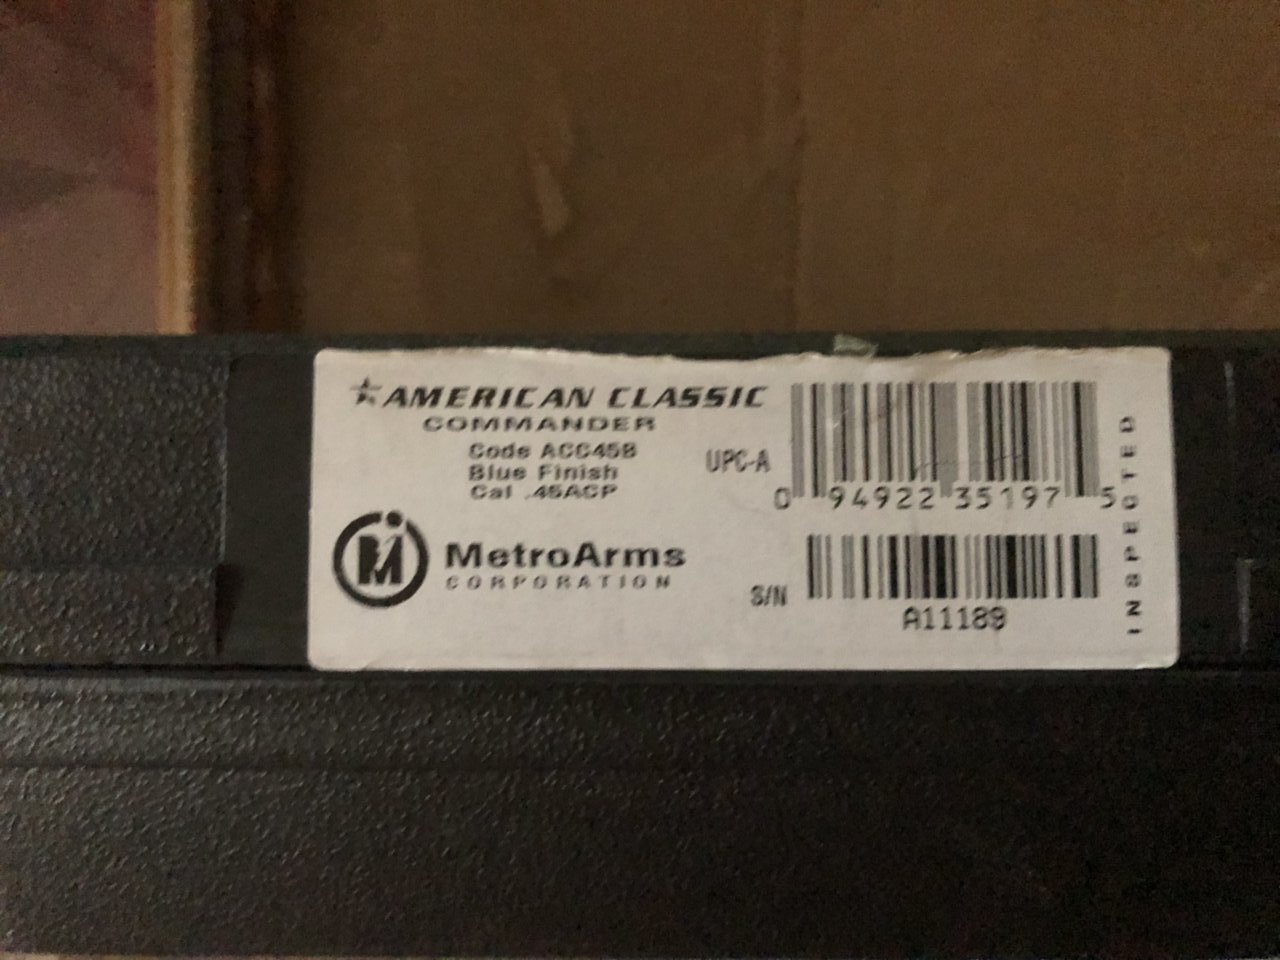 AMERICAN CLASSIC
COMMANDER
Code ACC45B
Blue Finish
Cal .45ACP
MetroArms
CORPORATION
UPC-A
0 94922 35197 5
S/N
A11189
INSPECTED